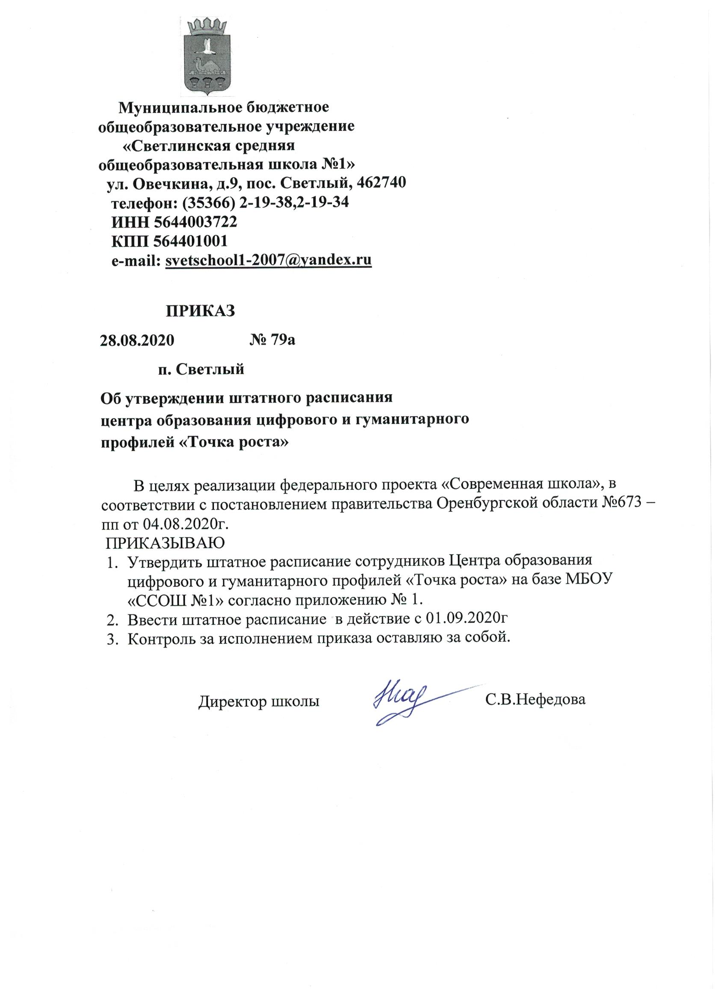 Муниципальное бюджетное
общеобразовательное учреждение
«Светлинская средняя
общеобразовательная школа №1»
ул. Овечкина, д.9, пос. Светлый, 462740
телефон: (35366) 2-19-38,2-19-34
ИНН 5644003722
КПП 564401001
e-mail: svetschool1-2007@yandex.ru
ПРИКАЗ
28.08.2020 № 79а
п. Светлый
Об утверждении штатного расписания
центра образования цифрового и гуманитарного
профилей «Точка роста»
В целях реализации федерального проекта «Современная школа», в
соответствии с постановлением правительства Оренбургской области №673 –
пп от 04.08.2020г.
ПРИКАЗЫВАЮ
1. Утвердить штатное расписание сотрудников Центра образования
цифрового и гуманитарного профилей «Точка роста» на базе МБОУ
«ССОШ №1» согласно приложению № 1.
2. Ввести штатное расписание в действие с 01.09.2020г
3. Контроль за исполнением приказа оставляю за собой.
Директор школы С.В.Нефедова